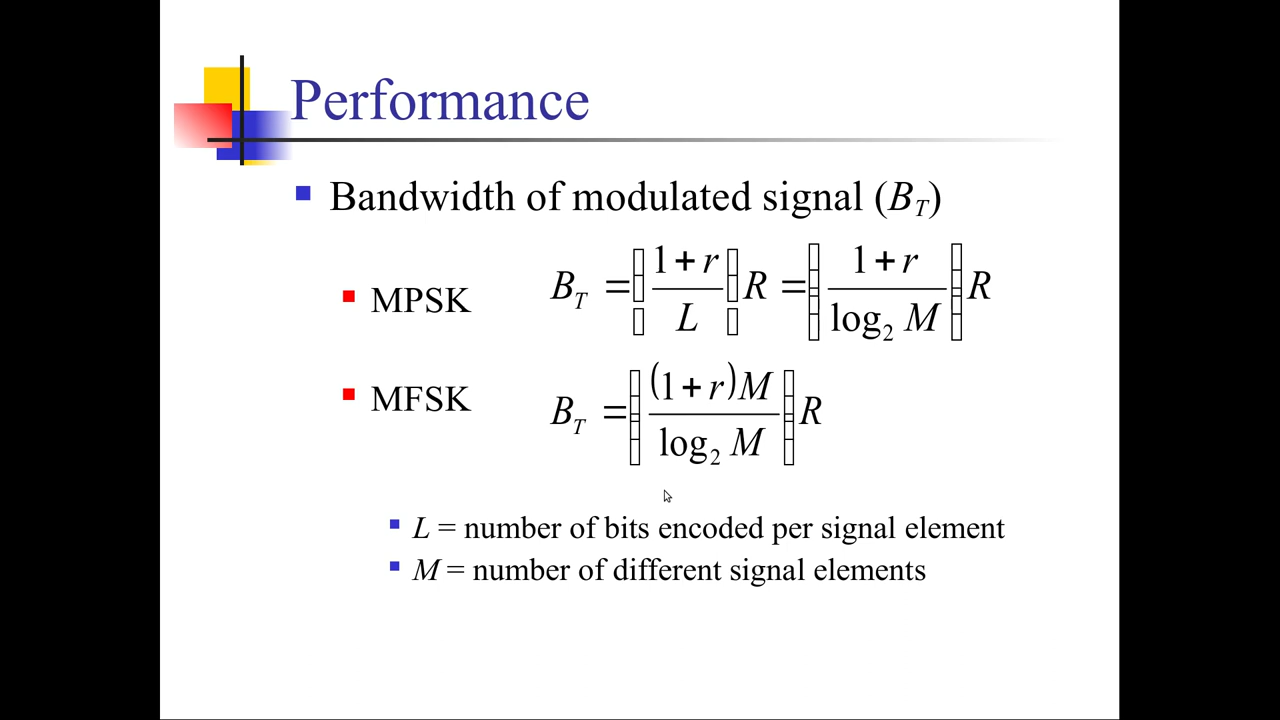 Performance
Bandwidth of modulated signal (B_T)
MPSK B_T = [(1 + r) / L] R = [(1 + r) / log_2 M] R
MFSK B_T = [(1 + r)M / log_2 M] R
L = number of bits encoded per signal element
M = number of different signal elements